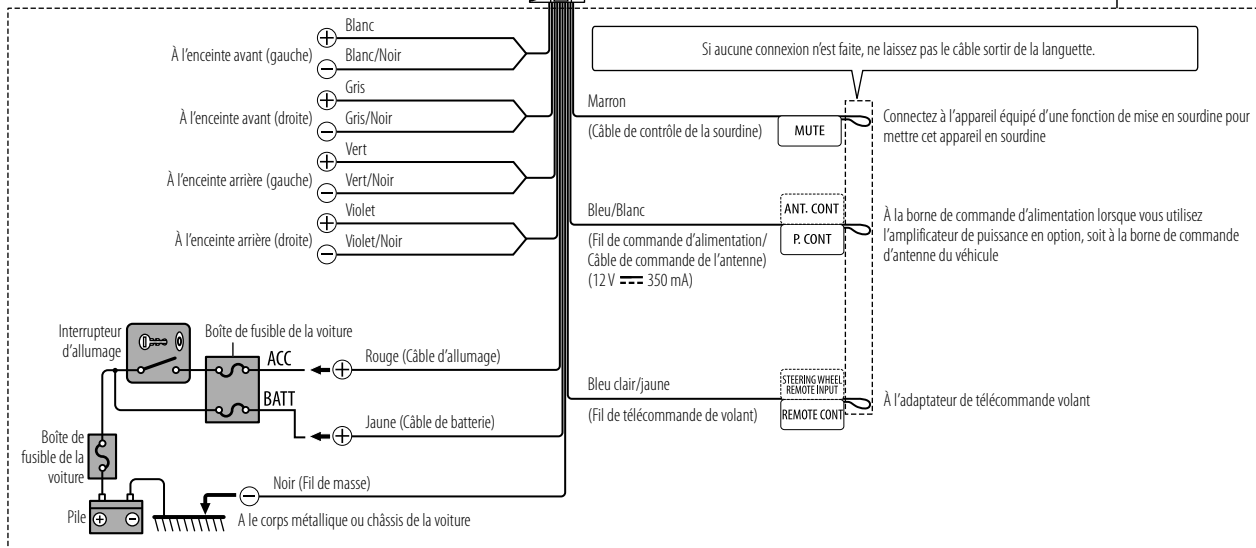 Blanc
À l'enceinte avant (gauche)
Blanc/Noir
Gris
À l'enceinte avant (droite)
Gris/Noir
Vert
À l'enceinte arrière (gauche)
Vert/Noir
Violet
À l'enceinte arrière (droite)
Violet/Noir
Si aucune connexion n'est faite, ne laissez pas le câble sortir de la languette.
Marron
(Câble de contrôle de la sourdine)
MUTE
Connectez à l'appareil équipé d'une fonction de mise en sourdine pour
mettre cet appareil en sourdine
Bleu/Blanc
(Fil de commande d'alimentation/
Câble de commande de l'antenne)
(12 V ⎓ 350 mA)
ANT. CONT
P. CONT
À la borne de commande d'alimentation lorsque vous utilisez
l'amplificateur de puissance en option, soit à la borne de commande
d'antenne du véhicule
Interrupteur
d'allumage
Boîte de fusible de la voiture
ACC
Rouge (Câble d'allumage)
BATT
Jaune (Câble de batterie)
Bleu clair/jaune
(Fil de télécommande de volant)
STEERING WHEEL
REMOTE INPUT
REMOTE CONT
À l'adaptateur de télécommande volant
Boîte de
fusible de la
voiture
Noir (Fil de masse)
Pile
A le corps métallique ou châssis de la voiture